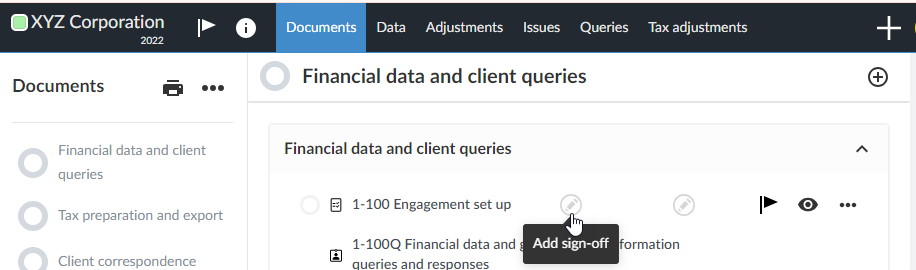 XYZ Corporation
2022
Documents Data Adjustments Issues Queries Tax adjustments
Documents
Financial data and client
queries
Tax preparation and export
Client correspondence
Financial data and client queries
Financial data and client queries
1-100 Engagement set up
Add sign-off
1-100Q Financial data and formation
queries and responses